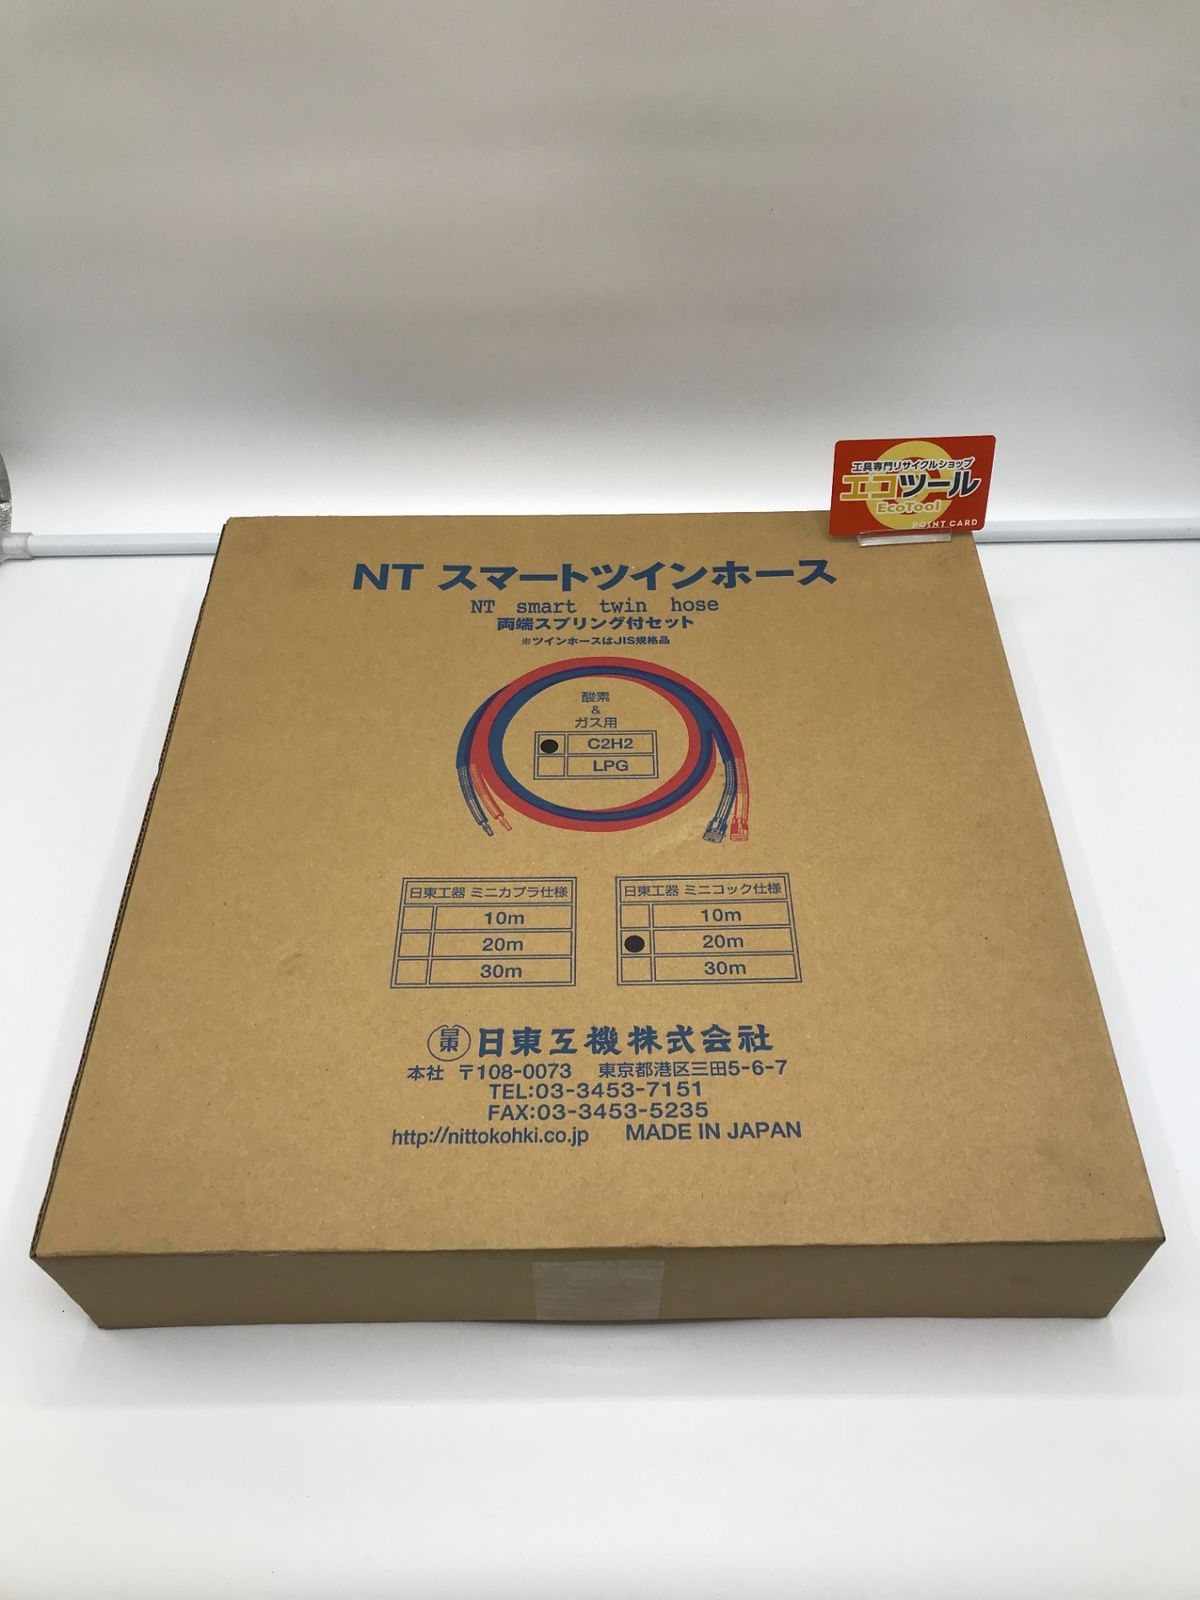 工具専門リサイクルショップ
エコツール
EcoTool
POINT CARD
NT スマートツインホース
NT smart twin hose
両端スプリング付セット
※ツインホースはJIS規格品
酸素
&
ガス用
C2H2
LPG
日東工器 ミニカプラ仕様
10m
20m
30m
日東工器 ミニコック仕様
10m
20m
30m
日東 日東工機株式会社
本社 〒108-0073 東京都港区三田5-6-7
TEL:03-3453-7151
FAX:03-3453-5235
http://nittokohki.co.jp MADE IN JAPAN